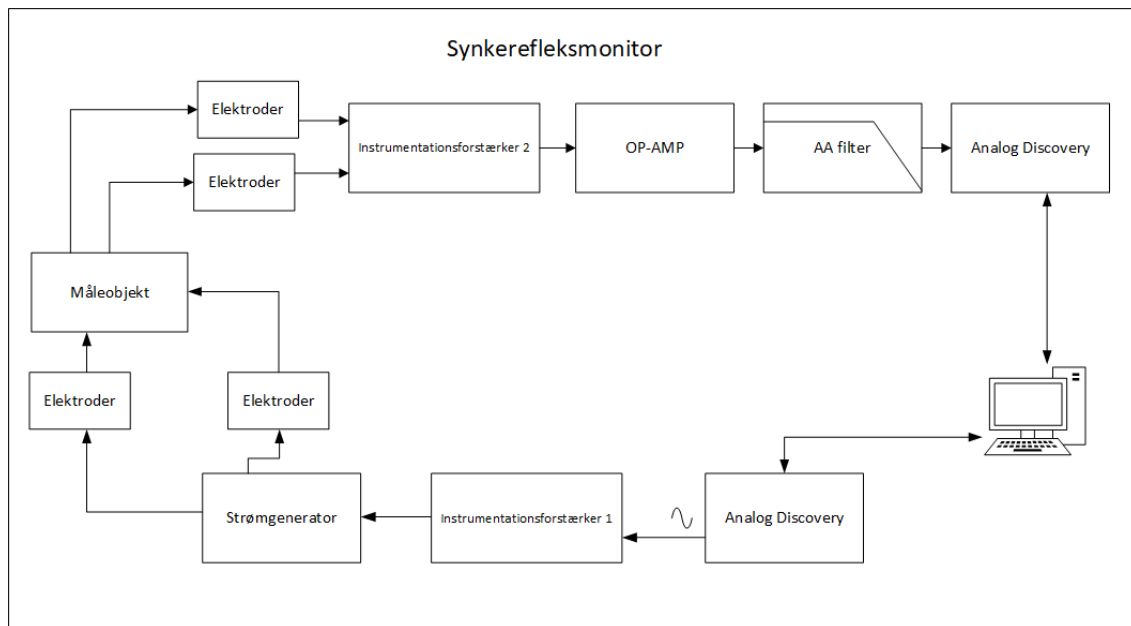 Synkerefleksmonitor
Elektroder
Instrumentationsforstærker 2
OP-AMP
AA filter
Analog Discovery
Elektroder
Måleobjekt
Elektroder
Elektroder
Strømgenerator
Instrumentationsforstærker 1
Analog Discovery